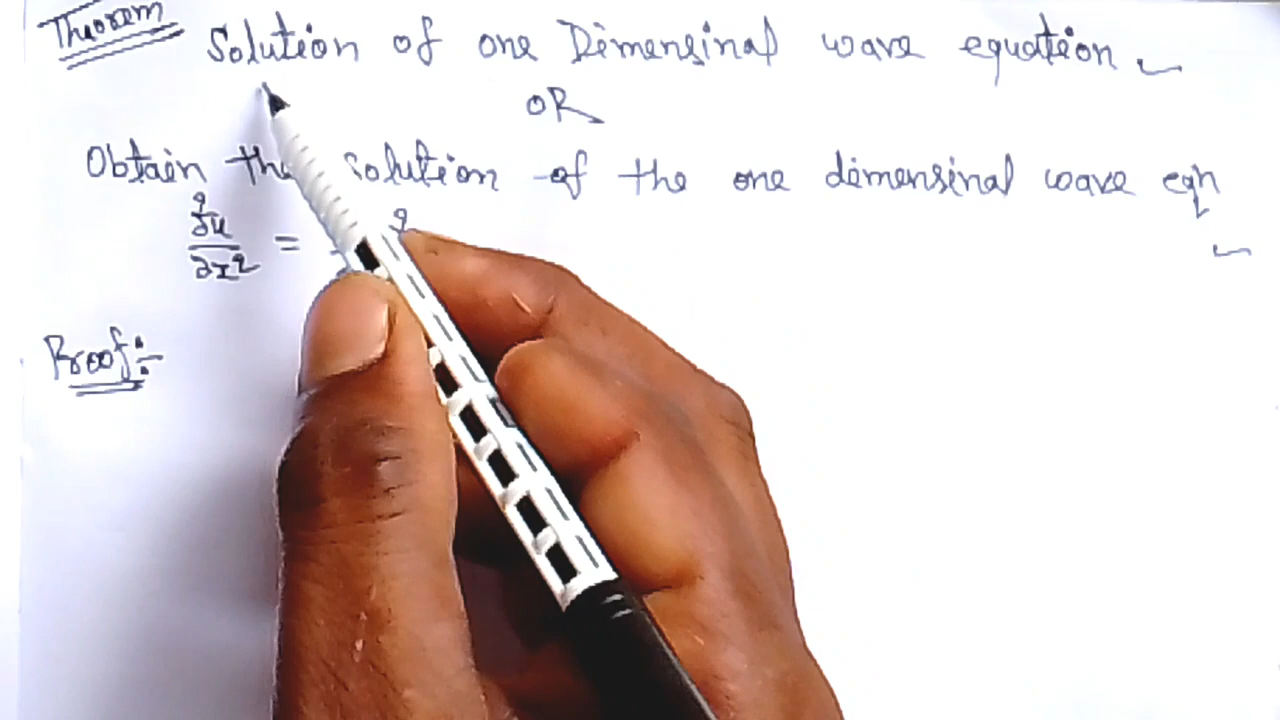 Theorem Solution of one Dimensinal wave equation
OR
Obtain the solution of the one dimensinal wave eqn
∂²u/∂x² =
Proof:-